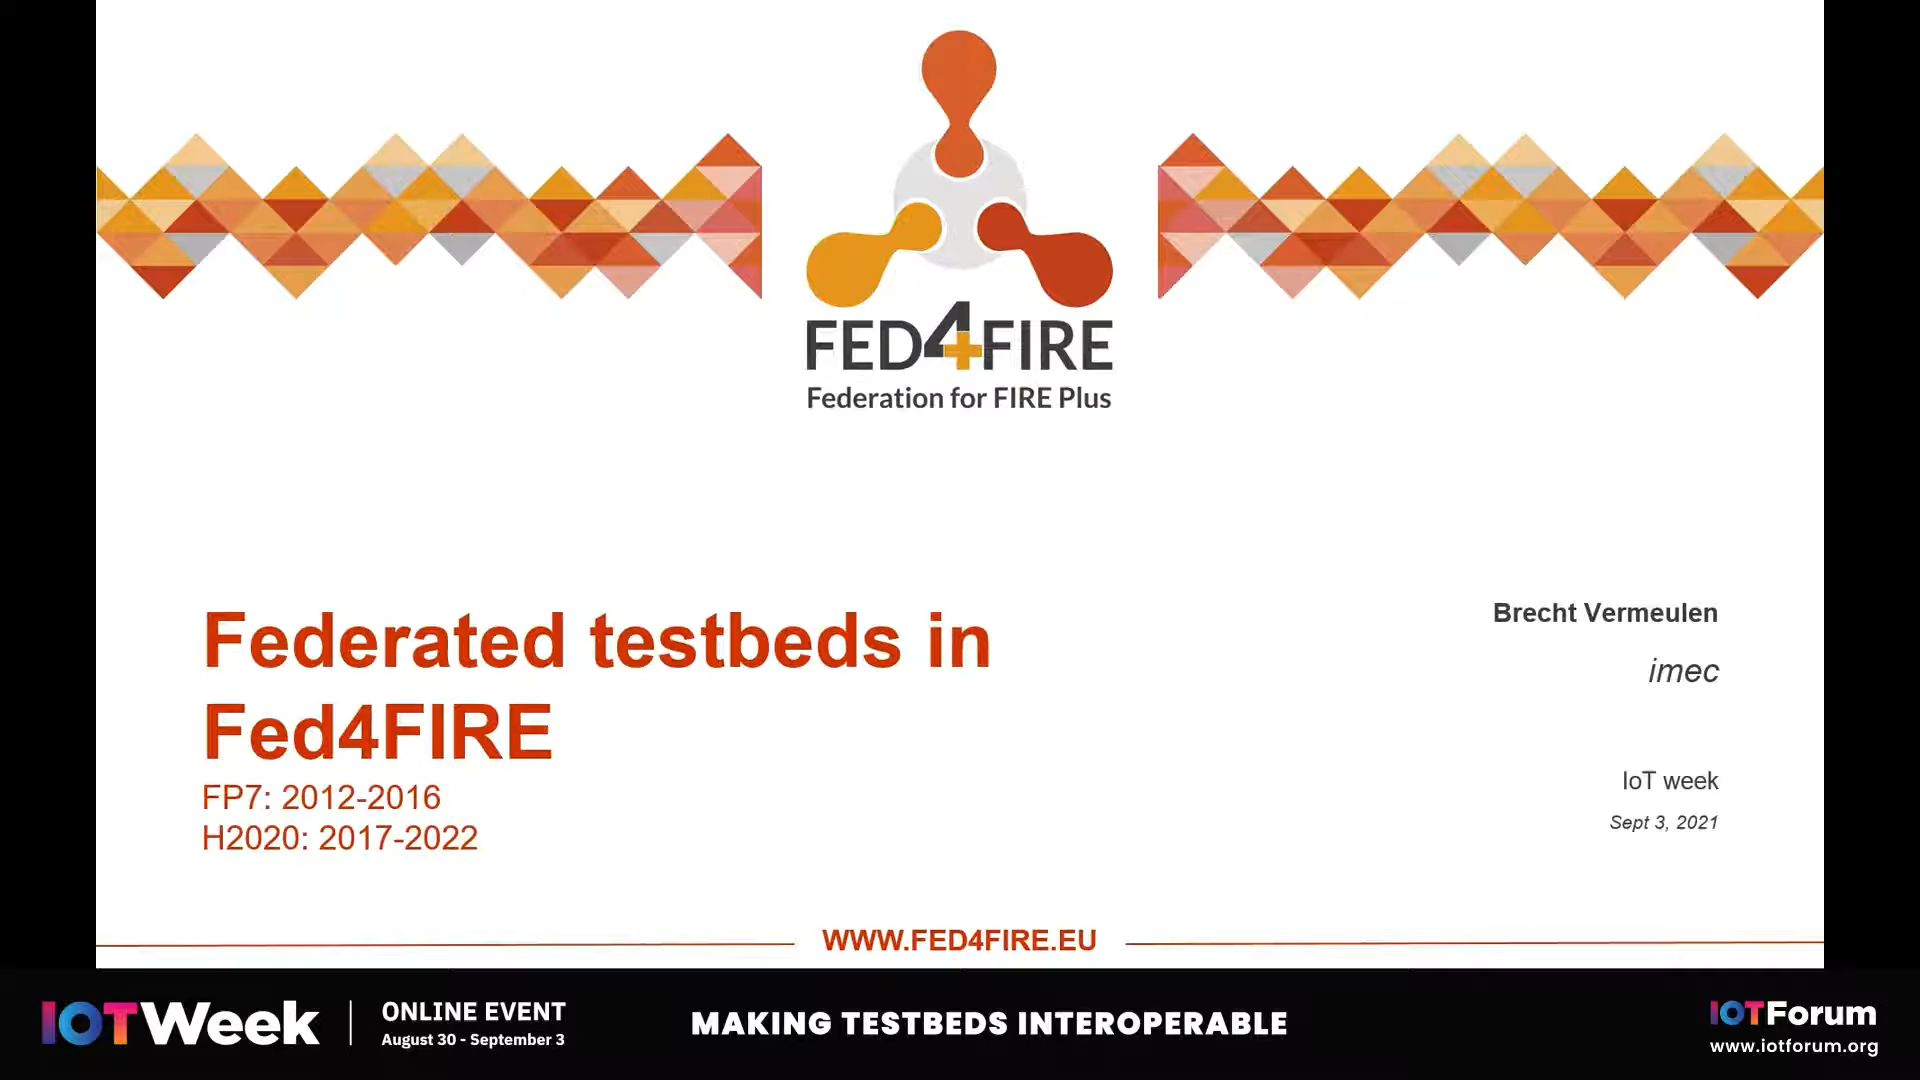 FED4FIRE
Federation for FIRE Plus
Federated testbeds in
Fed4FIRE
FP7: 2012-2016
H2020: 2017-2022
Brecht Vermeulen
imec
IoT week
Sept 3, 2021
WWW.FED4FIRE.EU
IOTWeek
ONLINE EVENT
August 30 - September 3
MAKING TESTBEDS INTEROPERABLE
IOTForum
www.iotforum.org